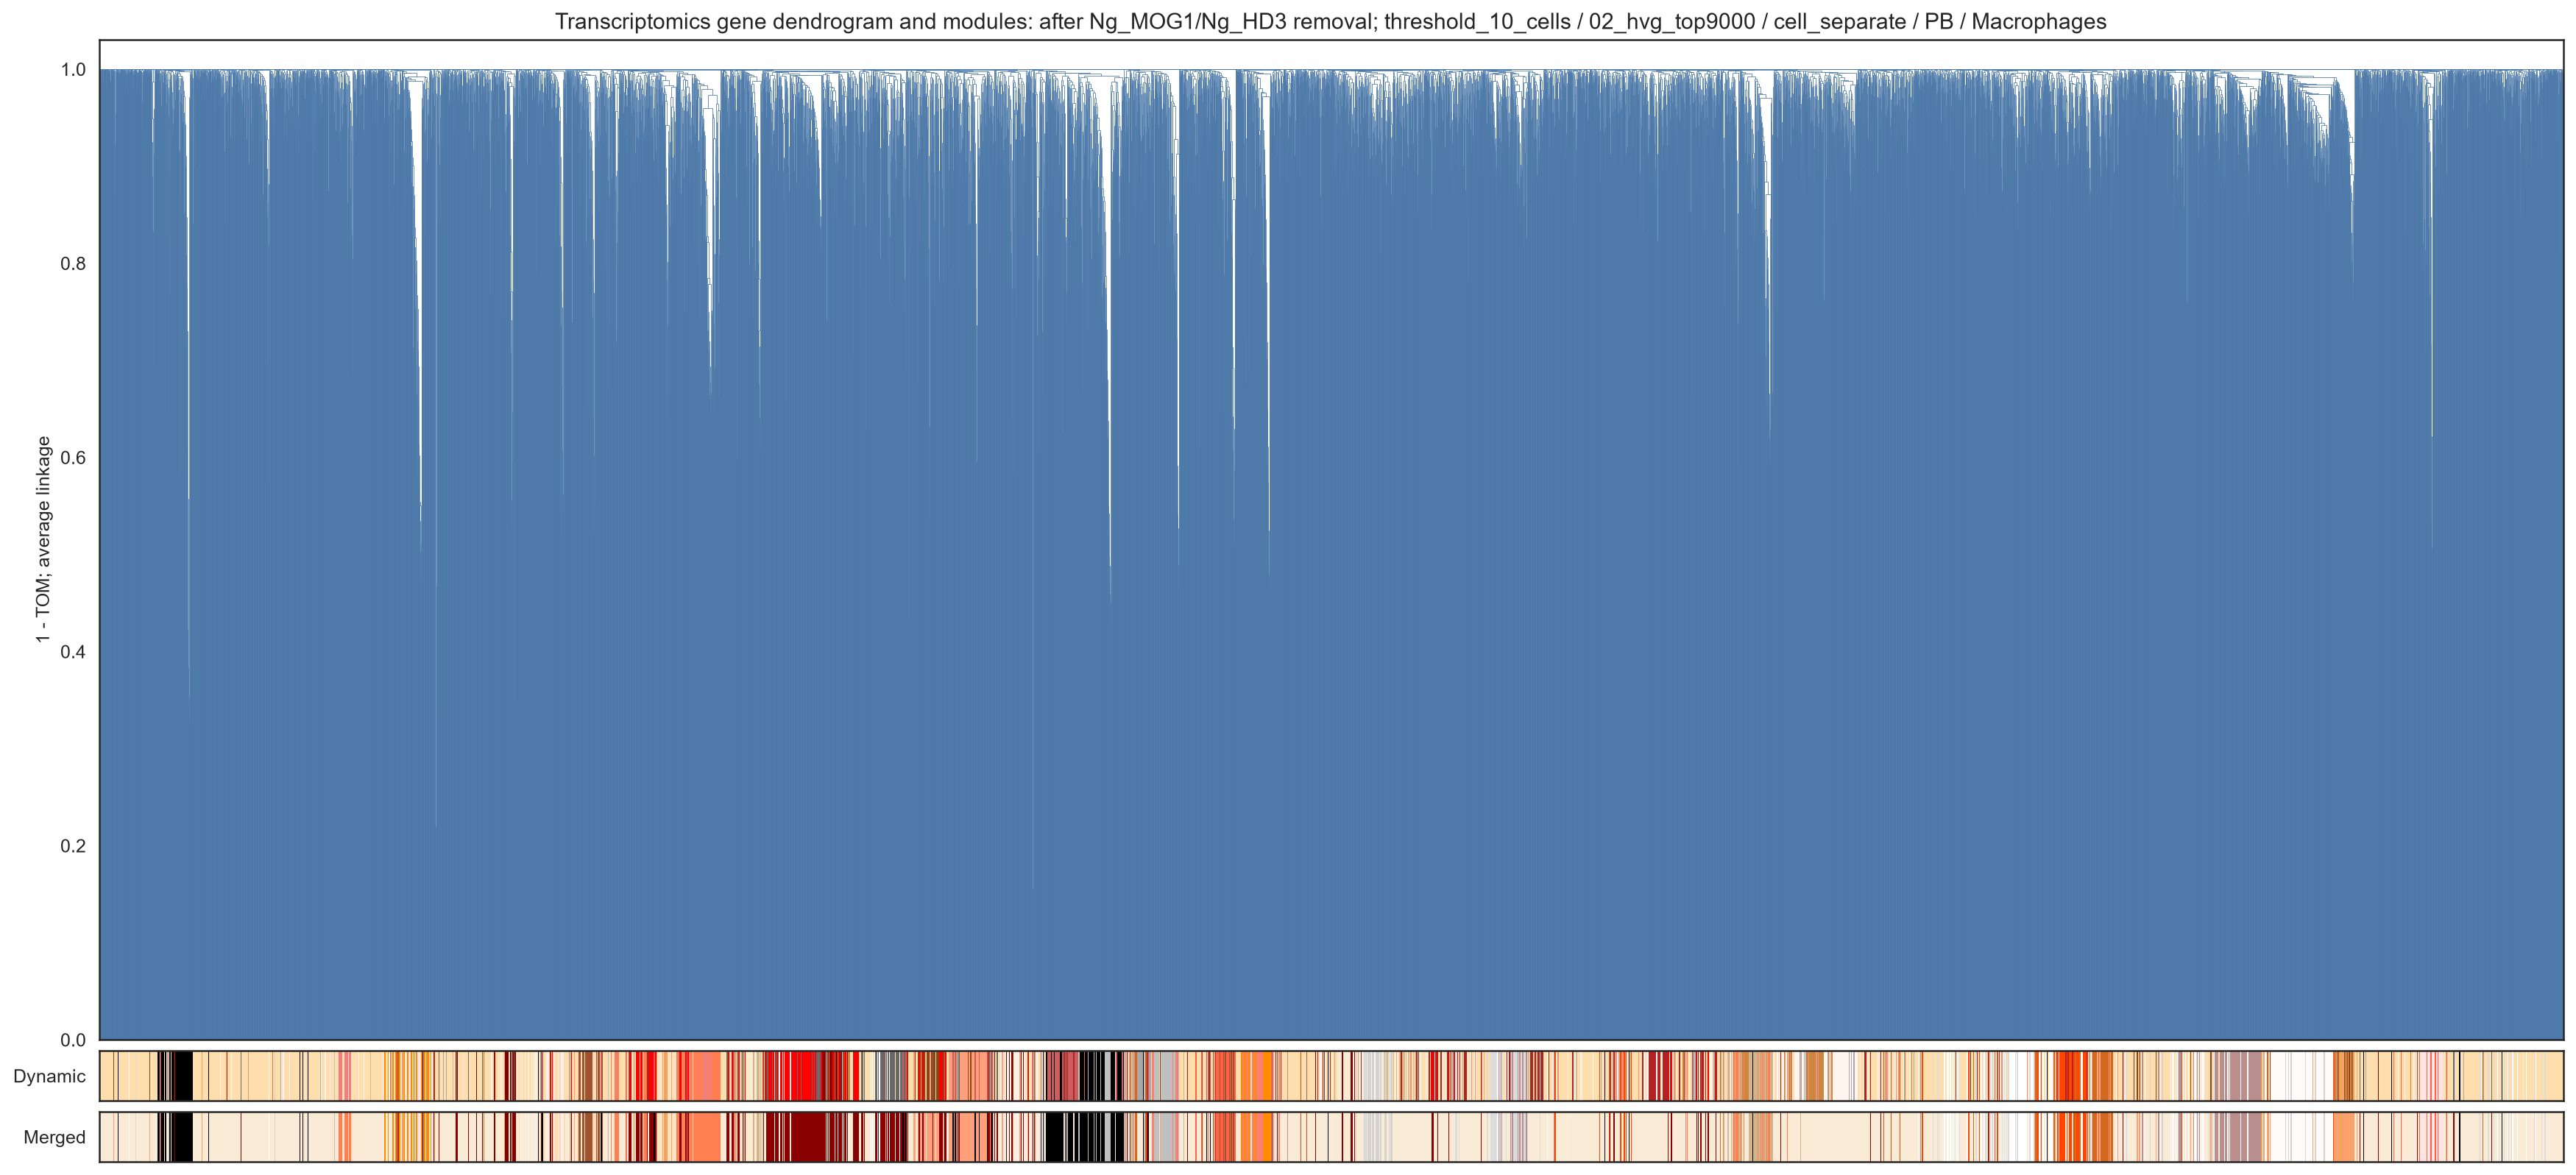 Transcriptomics gene dendrogram and modules: after Ng_MOG1/Ng_HD3 removal; threshold_10_cells / 02_hvg_top9000 / cell_separate / PB / Macrophages
1 - TOM; average linkage
1.0
0.8
0.6
0.4
0.2
0.0
Dynamic
Merged